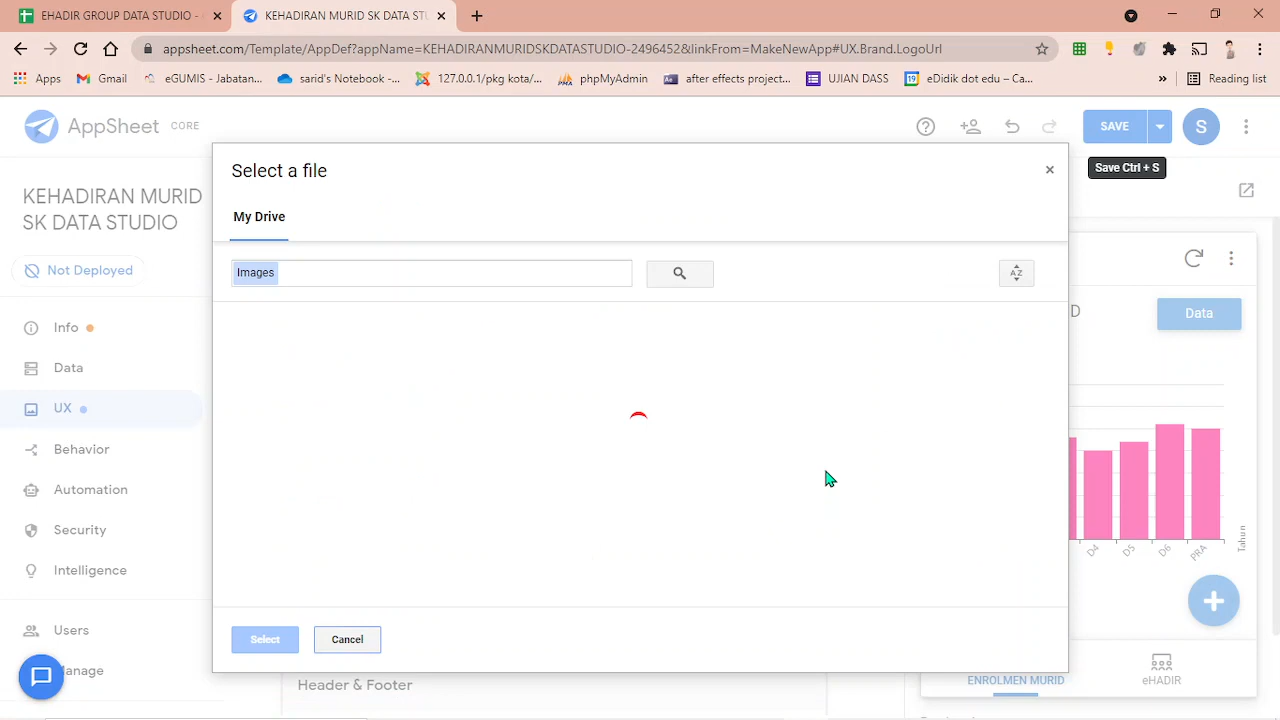 EHADIR GROUP DATA STUDIO -
KEHADIRAN MURID SK DATA STU
appsheet.com/Template/AppDef?appName=KEHADIRANMURIDSKDATASTUDIO-2496452&linkFrom=MakeNewApp#UX.Brand.LogoUrl
Apps
Gmail
eGUMIS - Jabatan...
sarid's Notebook -...
127.0.0.1/pkg kota/...
phpMyAdmin
after effects project...
UJIAN DASS
eDidik dot edu – Ca...
»
Reading list
AppSheet CORE
SAVE
S
Save Ctrl + S
KEHADIRAN MURID
SK DATA STUDIO
Not Deployed
Info
Data
UX
Behavior
Automation
Security
Intelligence
Users
anage
Select a file
×
My Drive
Images
AZ
Select
Cancel
Header & Footer
D
Data
D4
D5
D6
PRA
Tahun
ENROLMEN MURID
eHADIR